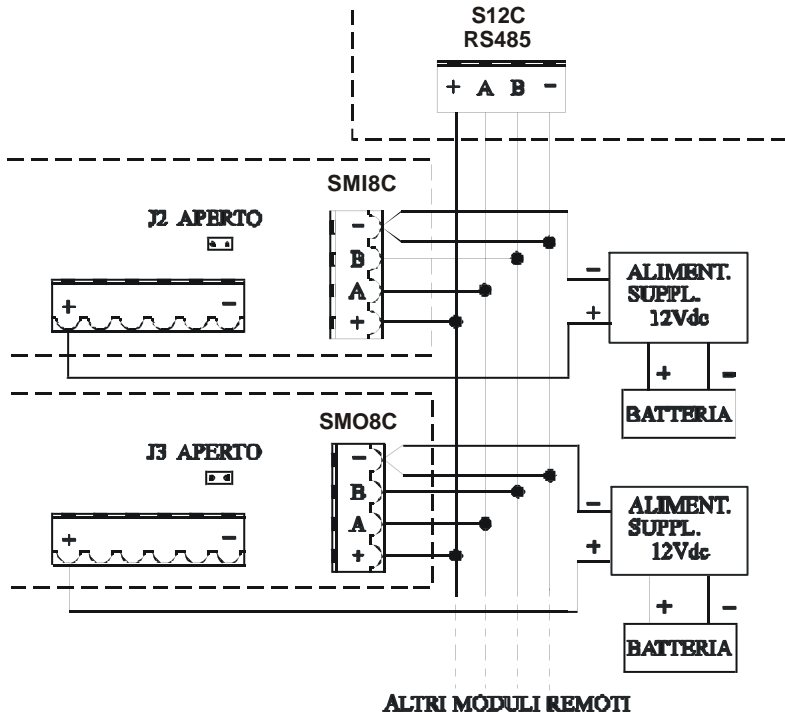 S12C
RS485
+ A B -
SMI8C
J2 APERTO
-
B
A
+
+ -
-
+
ALIMENT.
SUPPL.
12Vdc
+ -
BATTERIA
SMO8C
J3 APERTO
-
B
A
+
+ -
-
+
ALIMENT.
SUPPL.
12Vdc
+ -
BATTERIA
ALTRI MODULI REMOTI